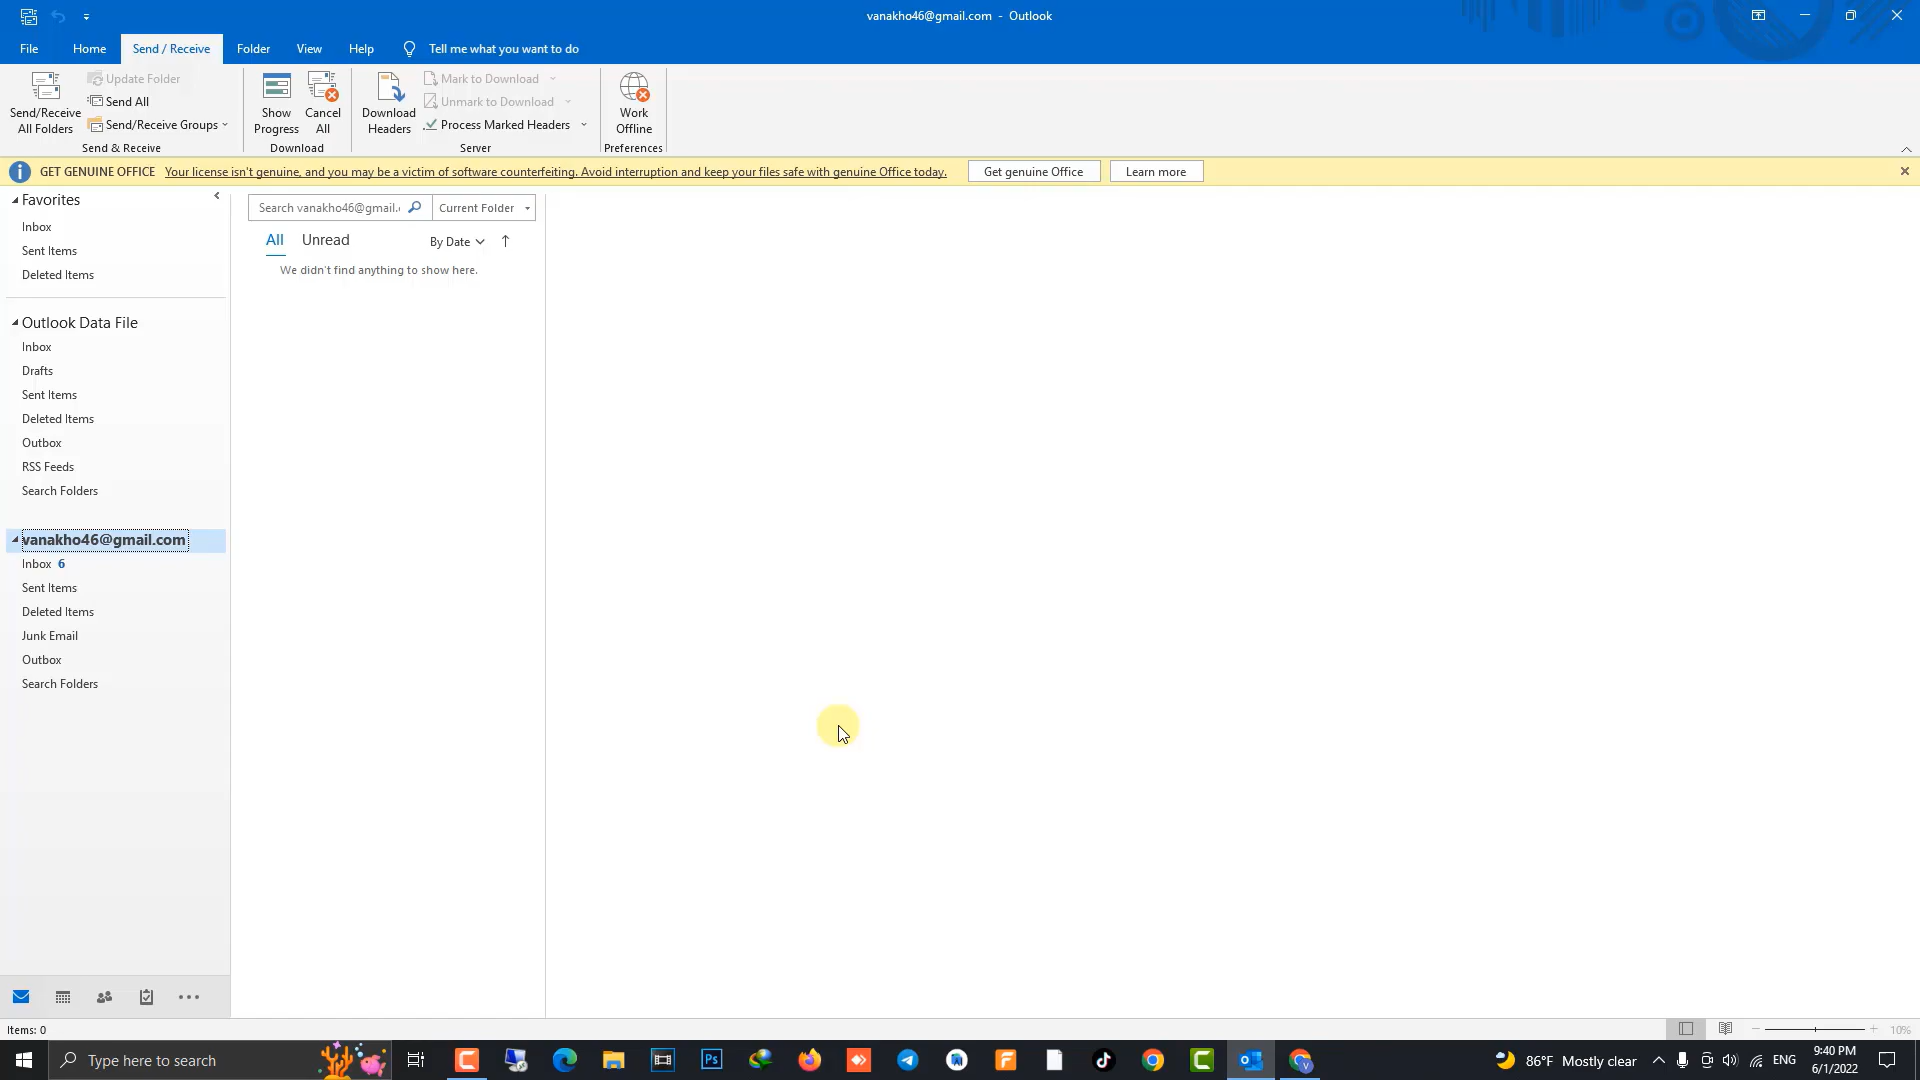 vanakho46@gmail.com - Outlook
File Home Send / Receive Folder View Help Tell me what you want to do
Send/Receive All Folders
Update Folder
Send All
Send/Receive Groups
Send & Receive
Show Progress
Cancel All
Download
Download Headers
Mark to Download
Unmark to Download
Process Marked Headers
Server
Work Offline
Preferences
GET GENUINE OFFICE Your license isn't genuine, and you may be a victim of software counterfeiting. Avoid interruption and keep your files safe with genuine Office today. Get genuine Office Learn more
Favorites
Inbox
Sent Items
Deleted Items
Outlook Data File
Inbox
Drafts
Sent Items
Deleted Items
Outbox
RSS Feeds
Search Folders
vanakho46@gmail.com
Inbox 6
Sent Items
Deleted Items
Junk Email
Outbox
Search Folders
Search vanakho46@gmail. Current Folder
All Unread By Date
We didn't find anything to show here.
Items: 0
10%
Type here to search
Ps
86°F Mostly clear
ENG
9:40 PM
6/1/2022